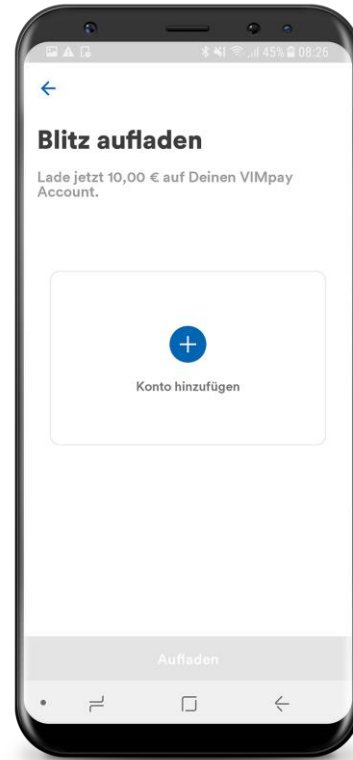 45% 08:26
Blitz aufladen
Lade jetzt 10,00 € auf Deinen VIMpay
Account.
Konto hinzufügen
Aufladen